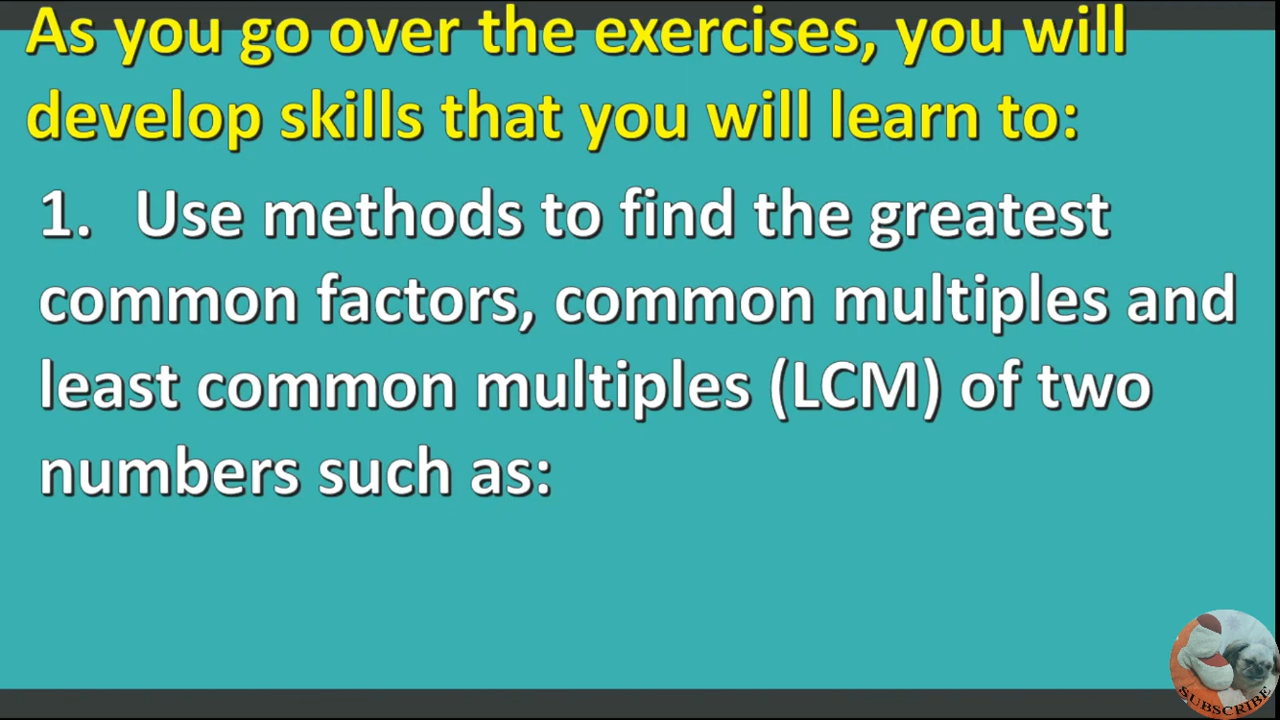 As you go over the exercises, you will
develop skills that you will learn to:
1. Use methods to find the greatest
common factors, common multiples and
least common multiples (LCM) of two
numbers such as:
SUBSCRIBE